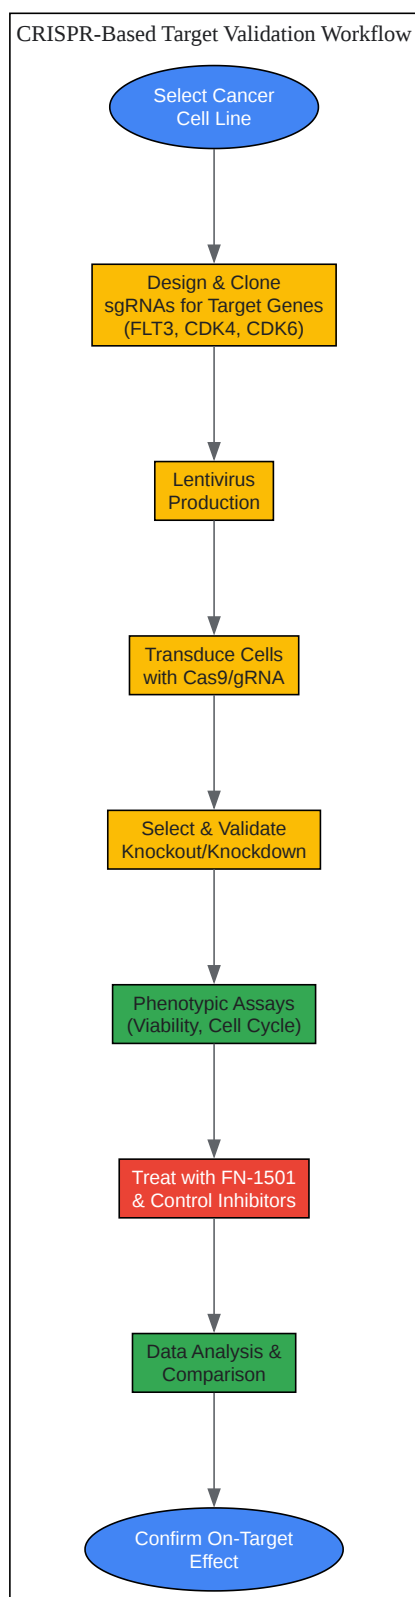 CRISPR-Based Target Validation Workflow
Select Cancer
Cell Line
Design & Clone
sgRNAs for Target Genes
(FLT3, CDK4, CDK6)
Lentivirus
Production
Transduce Cells
with Cas9/gRNA
Select & Validate
Knockout/Knockdown
Phenotypic Assays
(Viability, Cell Cycle)
Treat with FN-1501
& Control Inhibitors
Data Analysis &
Comparison
Confirm On-Target
Effect